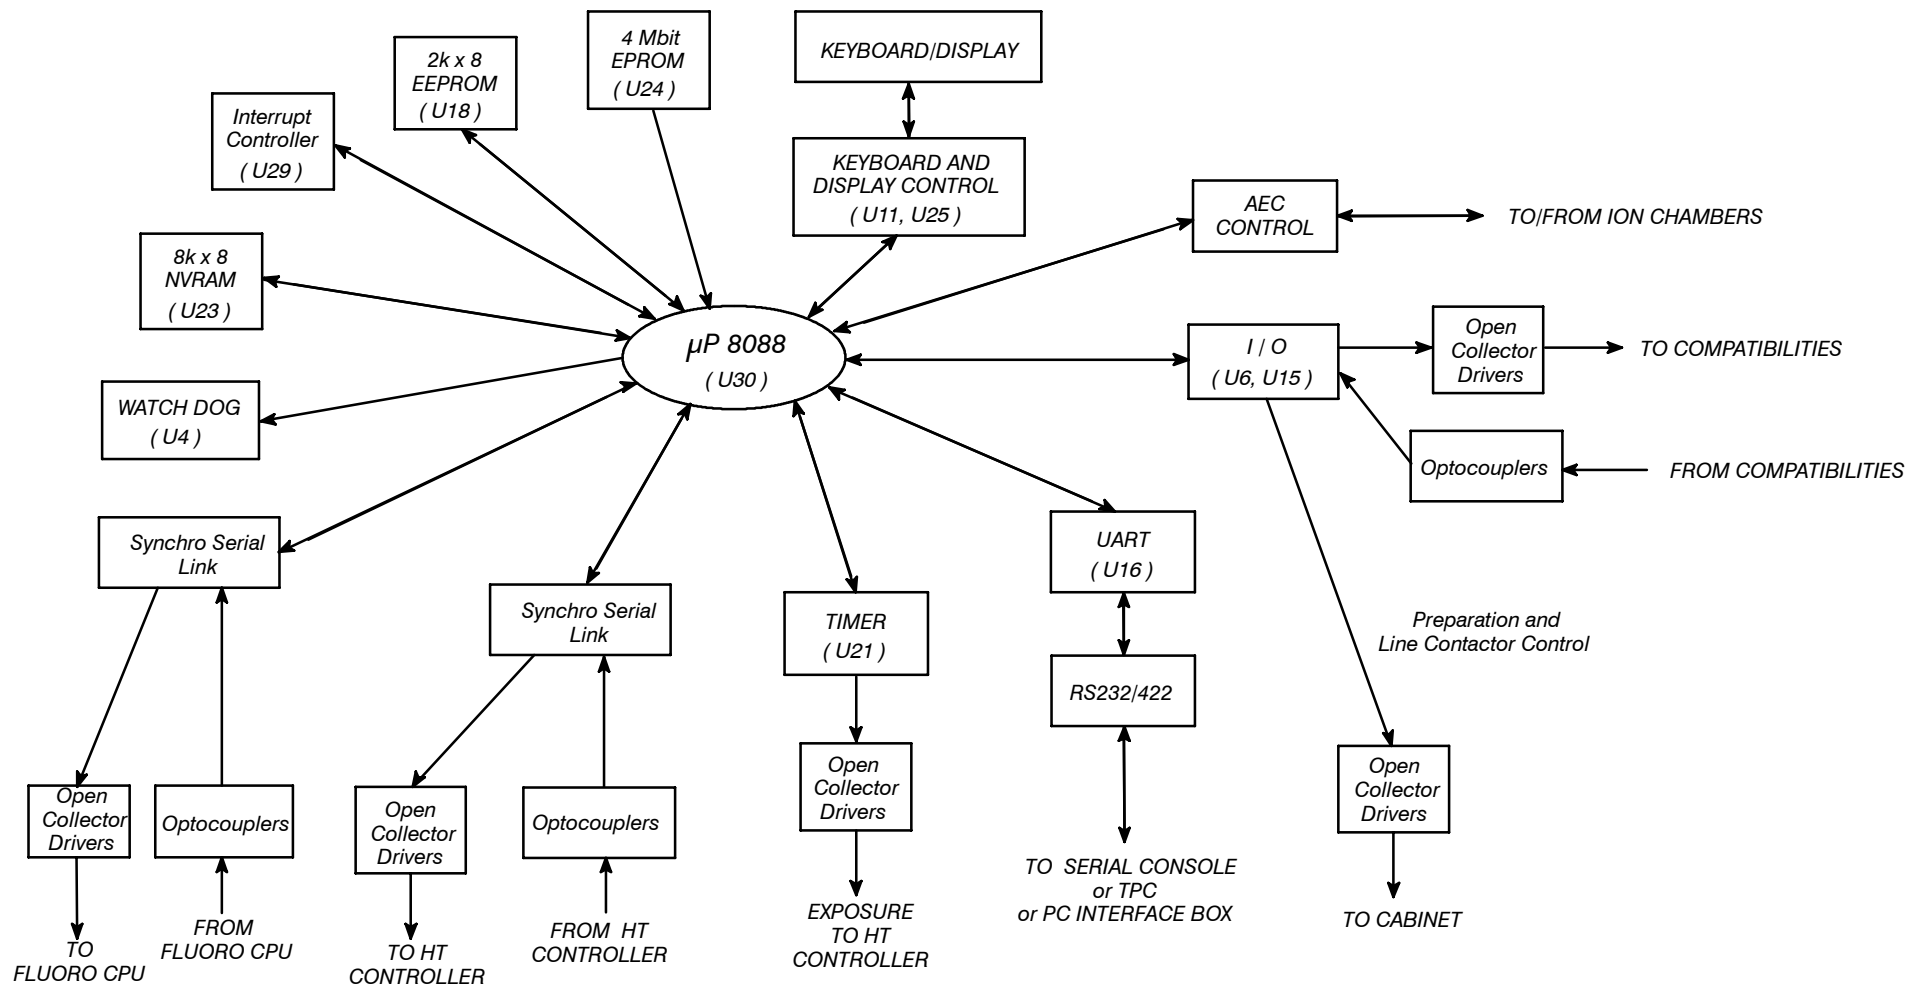 4 Mbit
EPROM
( U24 )
KEYBOARD/DISPLAY
2k x 8
EEPROM
( U18 )
Interrupt
Controller
( U29 )
KEYBOARD AND
DISPLAY CONTROL
( U11, U25 )
AEC
CONTROL
TO/FROM ION CHAMBERS
8k x 8
NVRAM
( U23 )
µP 8088
( U30 )
I / O
( U6, U15 )
Open
Collector
Drivers
TO COMPATIBILITIES
WATCH DOG
( U4 )
Optocouplers
FROM COMPATIBILITIES
Synchro Serial
Link
Synchro Serial
Link
TIMER
( U21 )
UART
( U16 )
Preparation and
Line Contactor Control
RS232/422
Open
Collector
Drivers
Optocouplers
Open
Collector
Drivers
Optocouplers
Open
Collector
Drivers
Open
Collector
Drivers
TO
FLUORO CPU
FROM
FLUORO CPU
TO HT
CONTROLLER
FROM HT
CONTROLLER
EXPOSURE
TO HT
CONTROLLER
TO SERIAL CONSOLE
or TPC
or PC INTERFACE BOX
TO CABINET